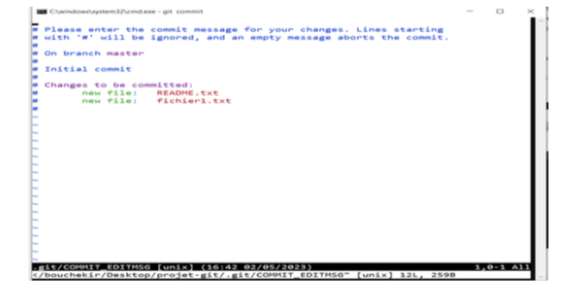 C:\windows\system32\cmd.exe - git commit
# Please enter the commit message for your changes. Lines starting
# with '#' will be ignored, and an empty message aborts the commit.
#
# On branch master
#
# Initial commit
#
# Changes to be committed:
#       new file:   README.txt
#       new file:   fichier1.txt
#
~
~
~
~
~
~
~
~
~
~
~
~
~
~
.git/COMMIT_EDITMSG [unix] (16:42 02/05/2023) 1,0-1 All
</bouchekir/Desktop/projet-git/.git/COMMIT_EDITMSG" [unix] 12L, 259B